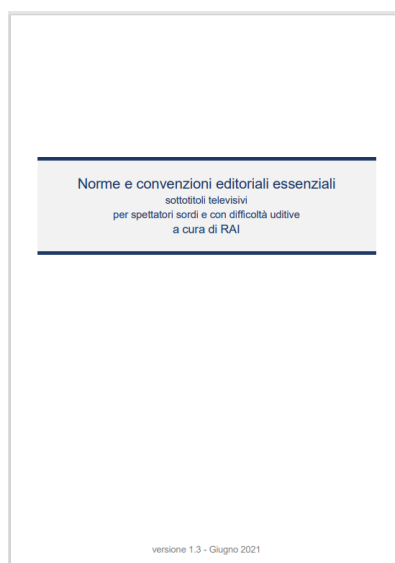 Norme e convenzioni editoriali essenziali
sottotitoli televisivi
per spettatori sordi e con difficoltà uditive
a cura di RAI
versione 1.3 - Giugno 2021